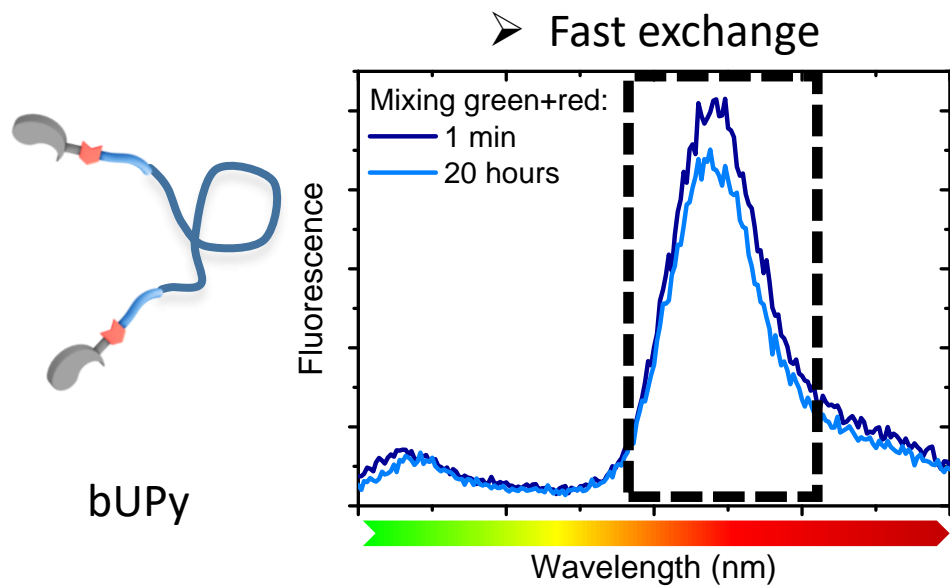 ➢ Fast exchange
Mixing green+red:
1 min
20 hours
Fluorescence
bUPy
Wavelength (nm)